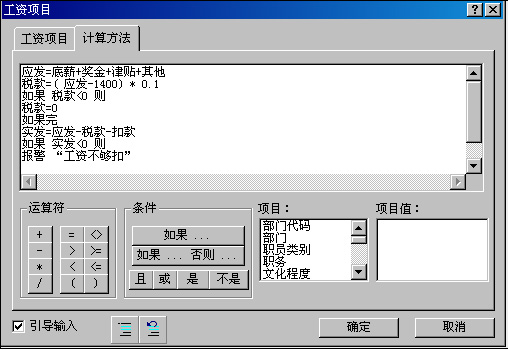 工资项目
工资项目 计算方法
应发=底薪+奖金+津贴+其他
税款=( 应发-1400) * 0.1
如果 税款<0 则
税款=0
如果完
实发=应发-税款-扣款
如果 实发<0 则
报警 “工资不够扣”
运算符 条件 项目： 项目值：
+ = <>
- > >=
* < <=
/ ( )
如果 ...
如果 ... 否则 ...
且 或 是 不是
部门代码
部门
职员类别
职务
文化程度
引导输入 确定 取消